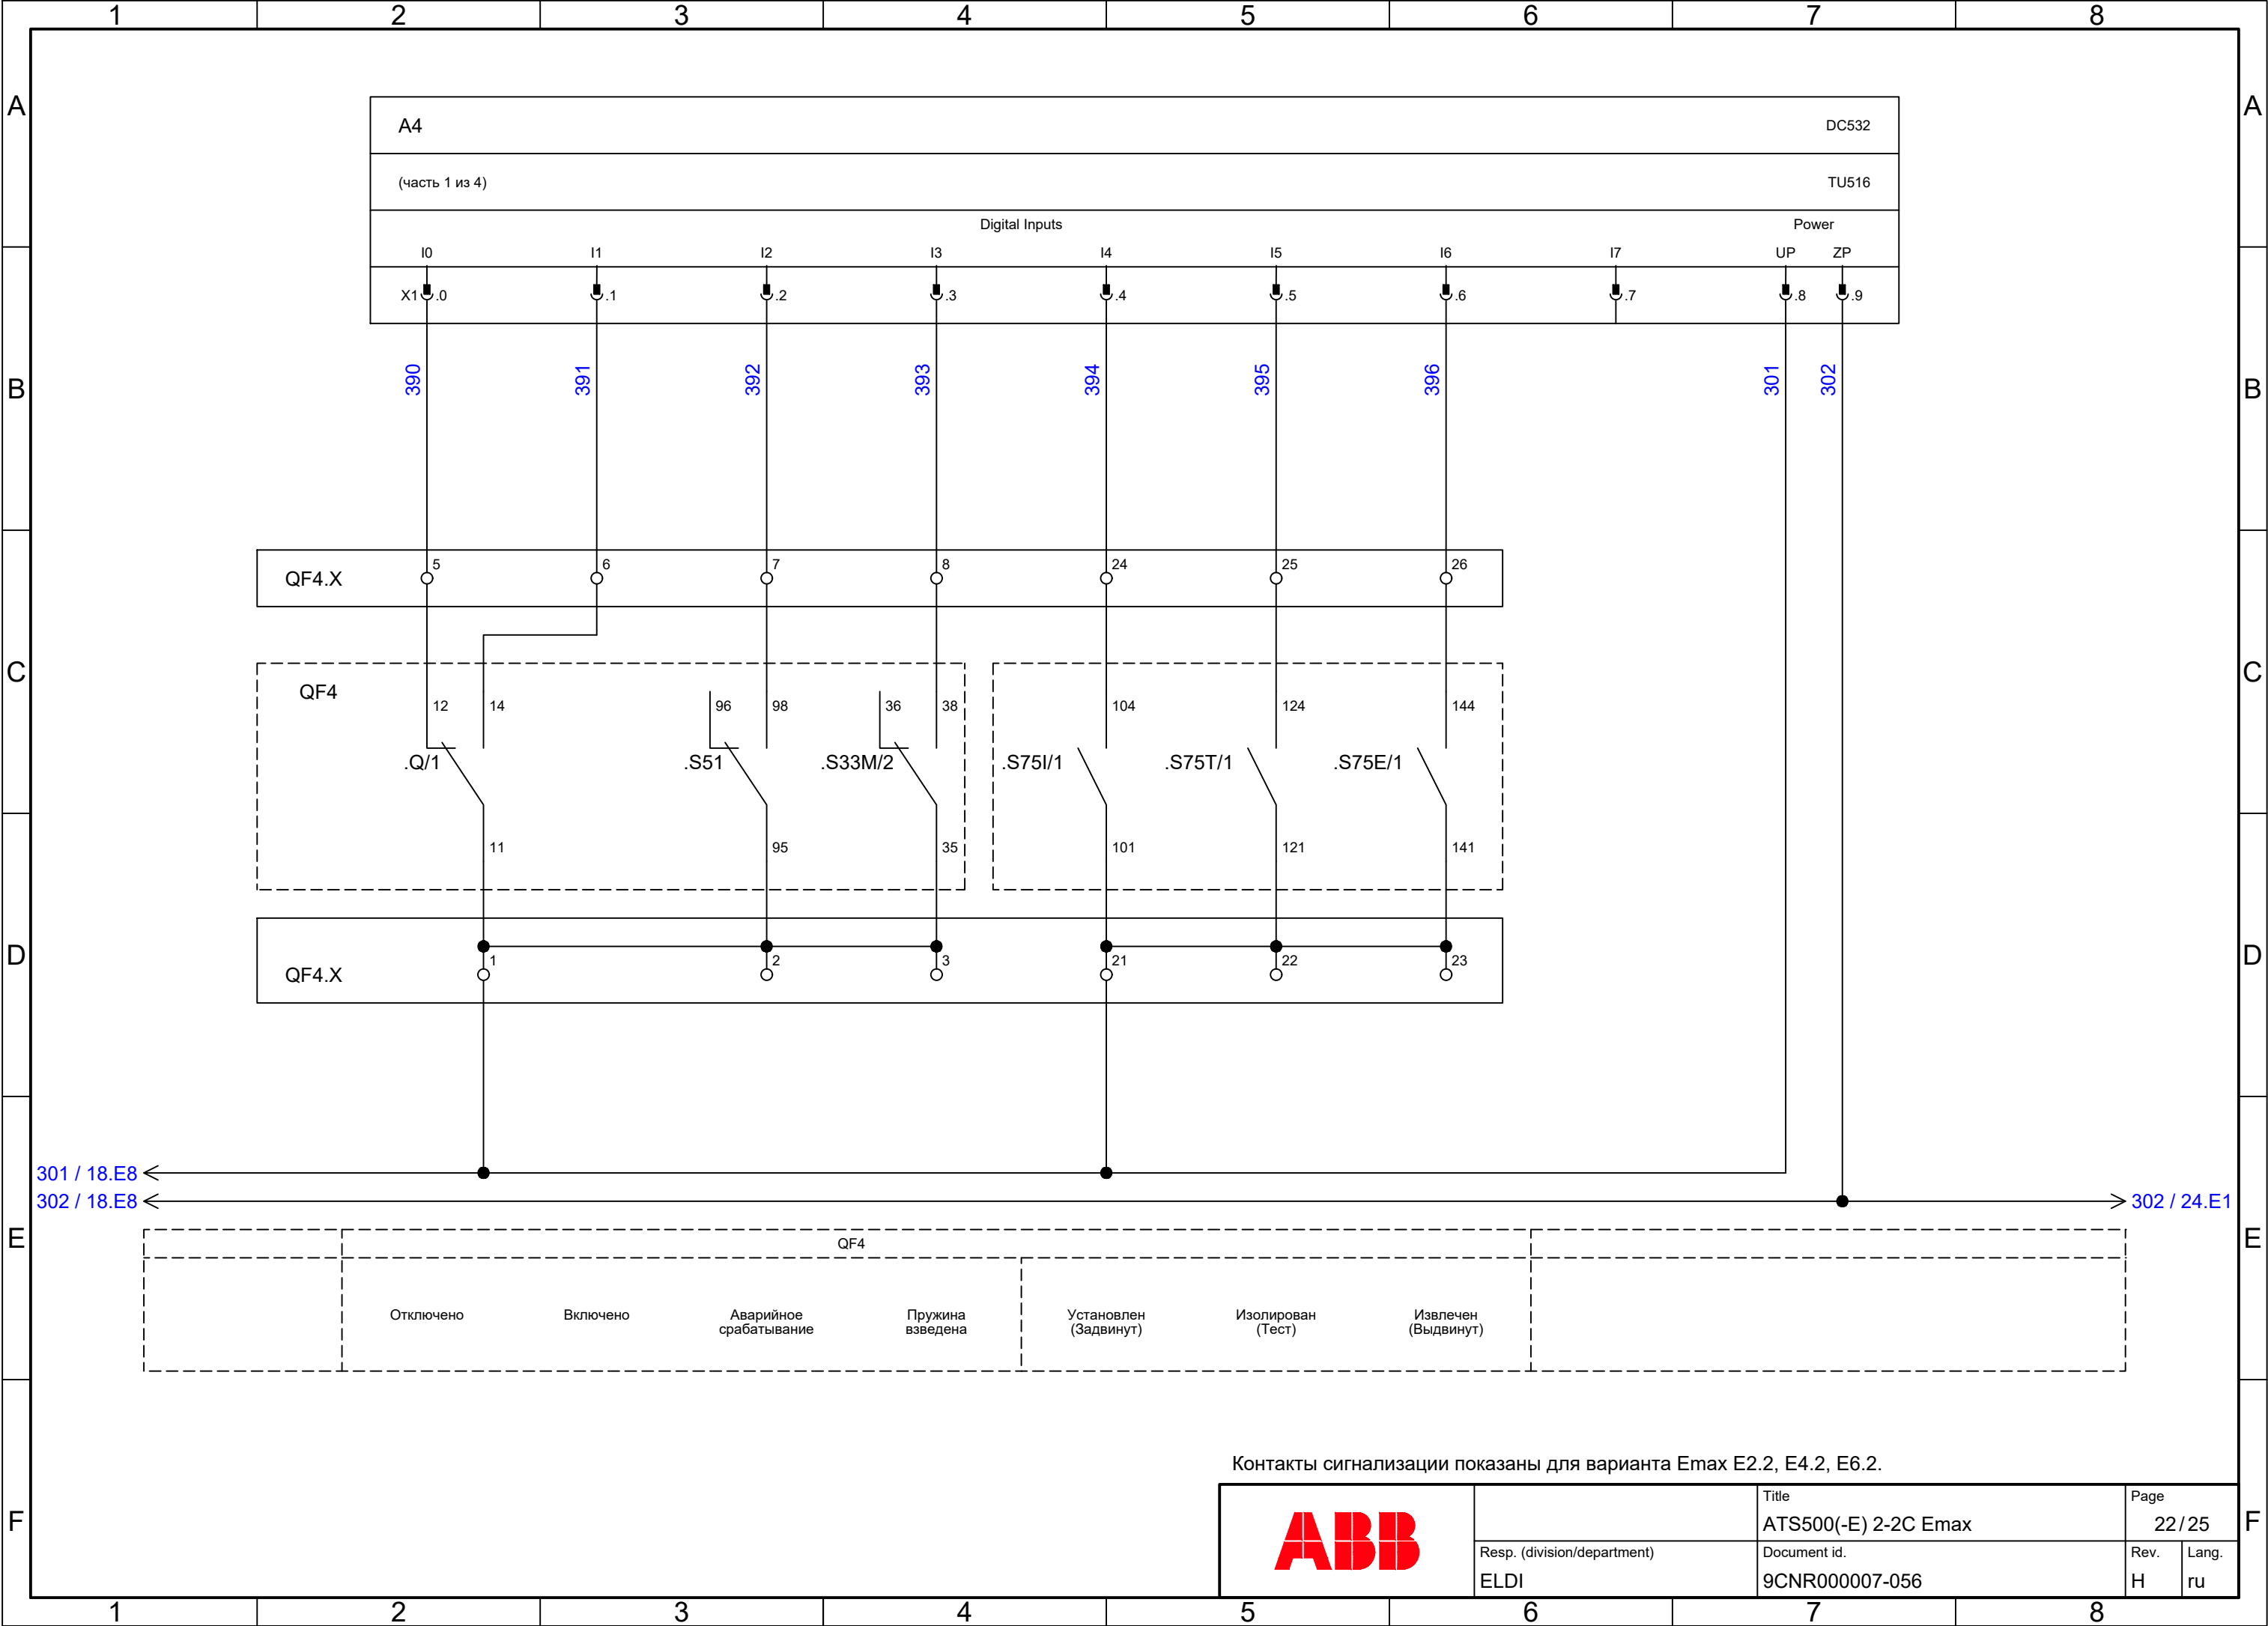 1 2 3 4 5 6 7 8
A A
A4 DC532
(часть 1 из 4) TU516
Digital Inputs Power
I0 I1 I2 I3 I4 I5 I6 I7 UP ZP
X1 .0 .1 .2 .3 .4 .5 .6 .7 .8 .9
390 391 392 393 394 395 396 301 302
B B
QF4.X 5 6 7 8 24 25 26
C C
QF4
12 14 96 98 36 38 104 124 144
.Q/1 .S51 .S33M/2 .S75I/1 .S75T/1 .S75E/1
11 95 35 101 121 141
D D
QF4.X 1 2 3 21 22 23
301 / 18.E8
302 / 18.E8 302 / 24.E1
E E
QF4
Отключено Включено Аварийное Пружина Установлен Изолирован Извлечен
срабатывание взведена (Задвинут) (Тест) (Выдвинут)
Контакты сигнализации показаны для варианта Emax E2.2, E4.2, E6.2.
F F
ABB
Title Page
ATS500(-E) 2-2C Emax 22/25
Resp. (division/department) Document id. Rev. Lang.
ELDI 9CNR000007-056 H ru
1 2 3 4 5 6 7 8